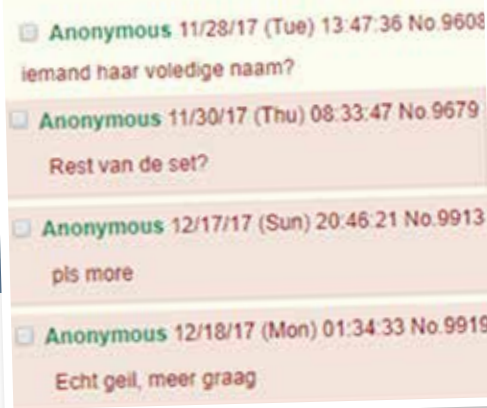 Anonymous 11/28/17 (Tue) 13:47:36 No.9608
iemand haar voledige naam?
Anonymous 11/30/17 (Thu) 08:33:47 No.9679
Rest van de set?
Anonymous 12/17/17 (Sun) 20:46:21 No.9913
pls more
Anonymous 12/18/17 (Mon) 01:34:33 No.9919
Echt geil, meer graag